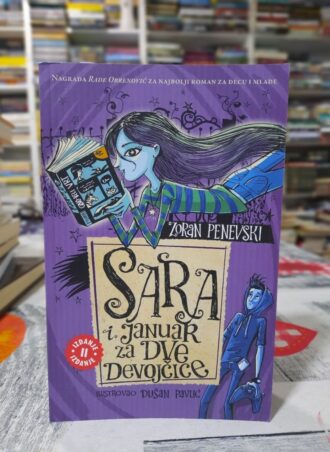 NAGRADA RADE OBRENOVIĆ ZA NAJBOLJI ROMAN ZA DECU I MLADE
ZORAN PENEVSKI
SARA
i januar
za DVE
DEVOJČICE
IZDANJE
II
IZDANJE
ILUSTROVAO DUŠAN PAVLIĆ